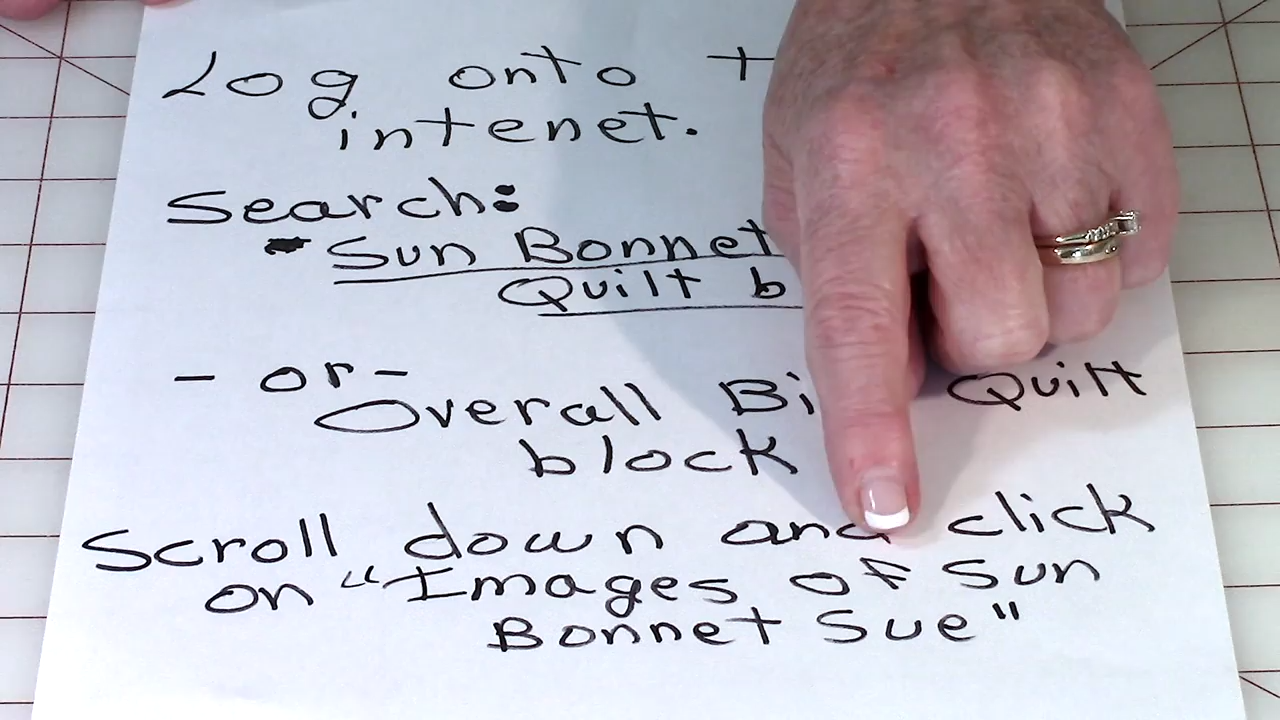 Log onto
intenet.
Search:
Sun Bonnet
Quilt
- or -
Overall Quilt
block
Scroll down and click
on "Images of Sun
Bonnet Sue"